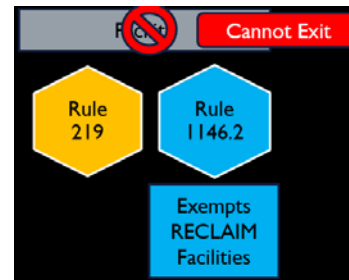 Cannot Exit
Rule
219
Rule
1146.2
Exempts
RECLAIM
Facilities